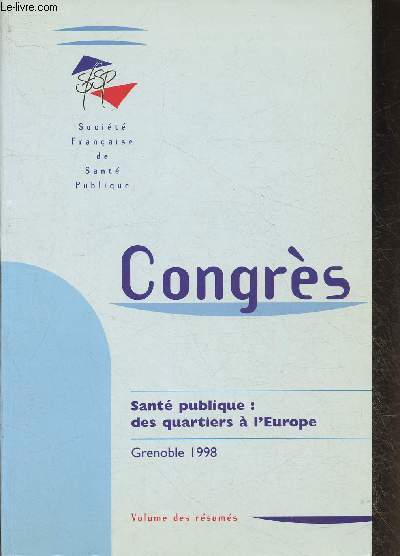 Le-livre.com
SFSP
Société
Française
de
Santé
Publique
Congrès
Santé publique :
des quartiers à l'Europe
Grenoble 1998
Volume des résumés